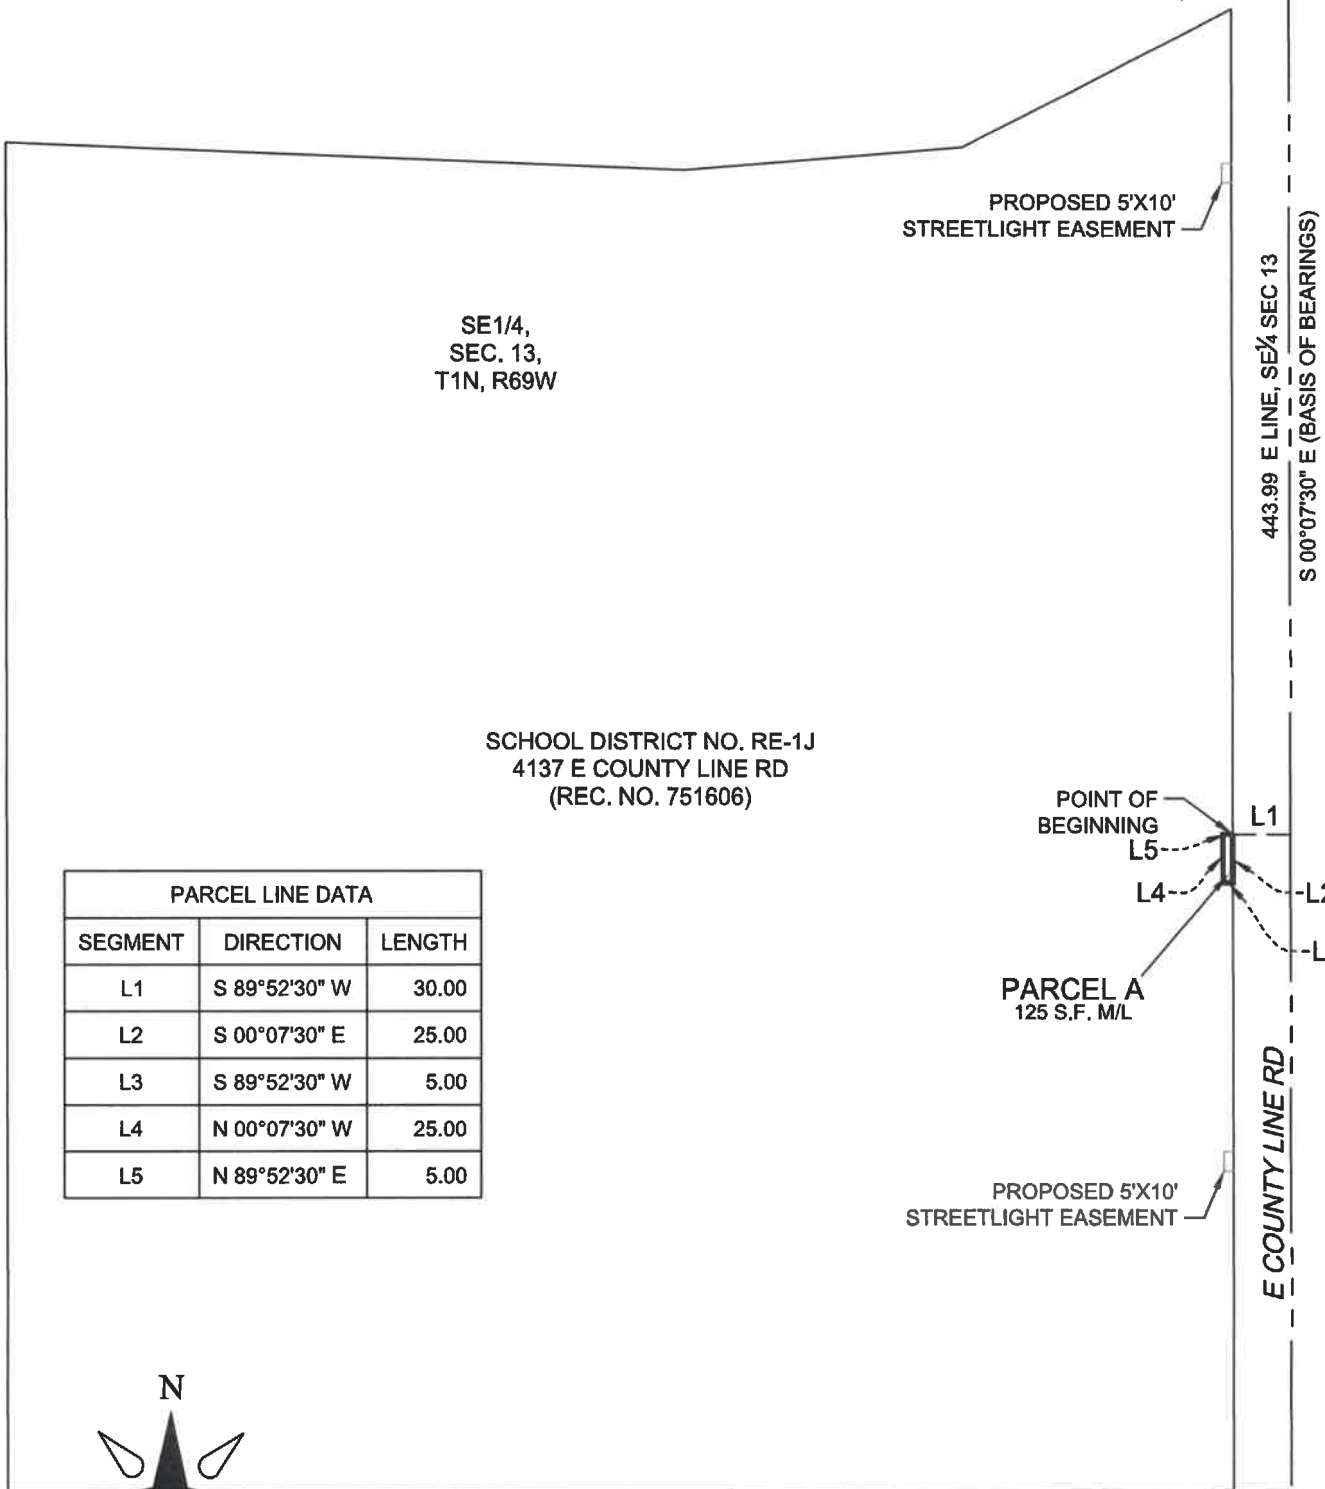 PROPOSED 5'X10'
STREETLIGHT EASEMENT
443.99 E LINE, SE¼ SEC 13
S 00°07'30" E (BASIS OF BEARINGS)
SE1/4,
SEC. 13,
T1N, R69W
SCHOOL DISTRICT NO. RE-1J
4137 E COUNTY LINE RD
(REC. NO. 751606)
POINT OF
BEGINNING
L1
L5
L4
L2
L
PARCEL A
125 S.F. M/L
PARCEL LINE DATA
SEGMENT DIRECTION LENGTH
L1 S 89°52'30" W 30.00
L2 S 00°07'30" E 25.00
L3 S 89°52'30" W 5.00
L4 N 00°07'30" W 25.00
L5 N 89°52'30" E 5.00
E COUNTY LINE RD
PROPOSED 5'X10'
STREETLIGHT EASEMENT
N